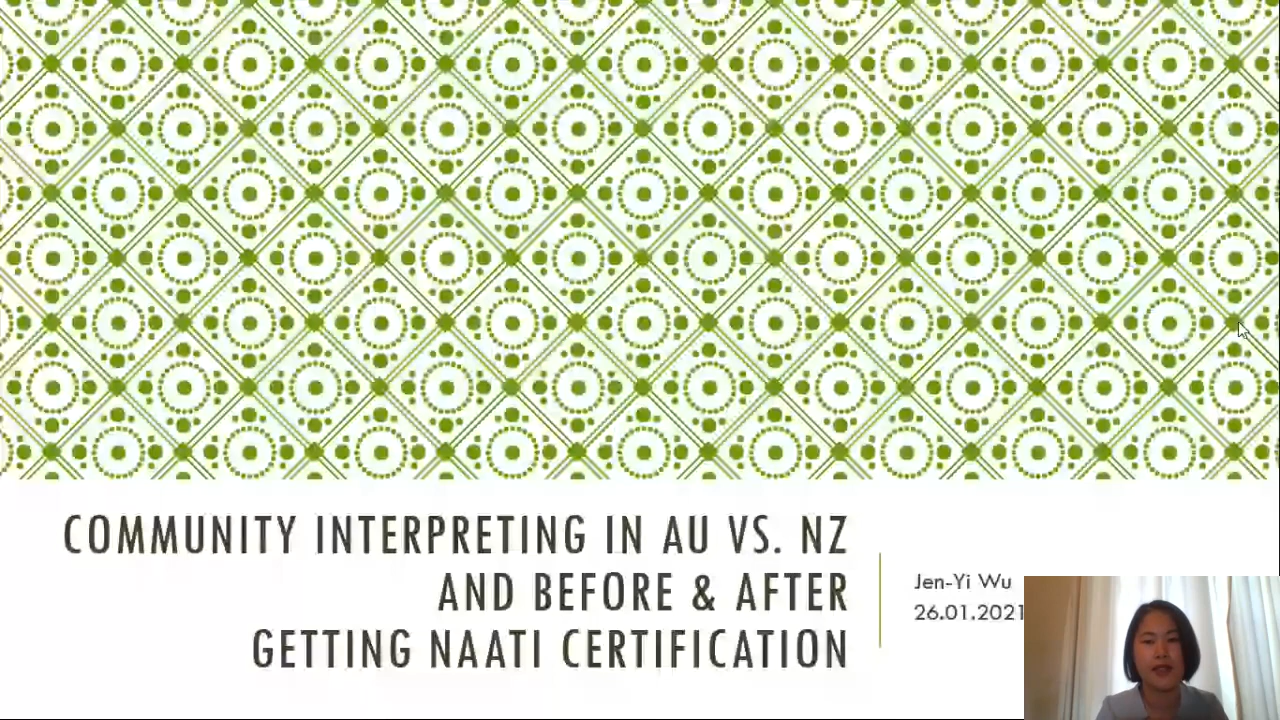 COMMUNITY INTERPRETING IN AU VS. NZ
AND BEFORE & AFTER
GETTING NAATI CERTIFICATION
Jen-Yi Wu
26.01.2021